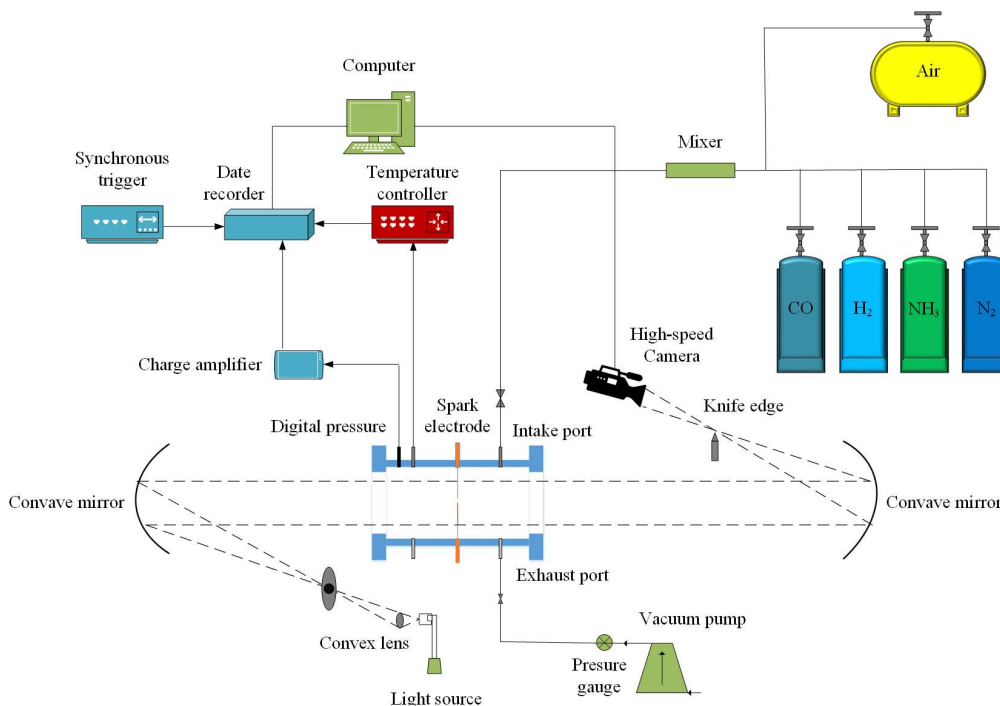 Air
Computer
Mixer
Synchronous
trigger
Date
recorder
Temperature
controller
CO
H₂
NH₃
N₂
High-speed
Camera
Charge amplifier
Knife edge
Spark
electrode
Digital pressure
Intake port
Convave mirror
Convave mirror
Exhaust port
Vacuum pump
Convex lens
Presure
gauge
Light source